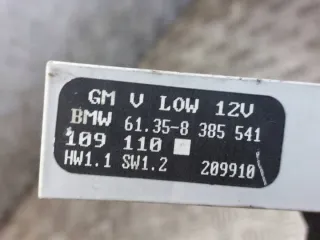 GM V LOW 12V
BMW 61.35-8 385 541
109 110
HW1.1 SW1.2 209910